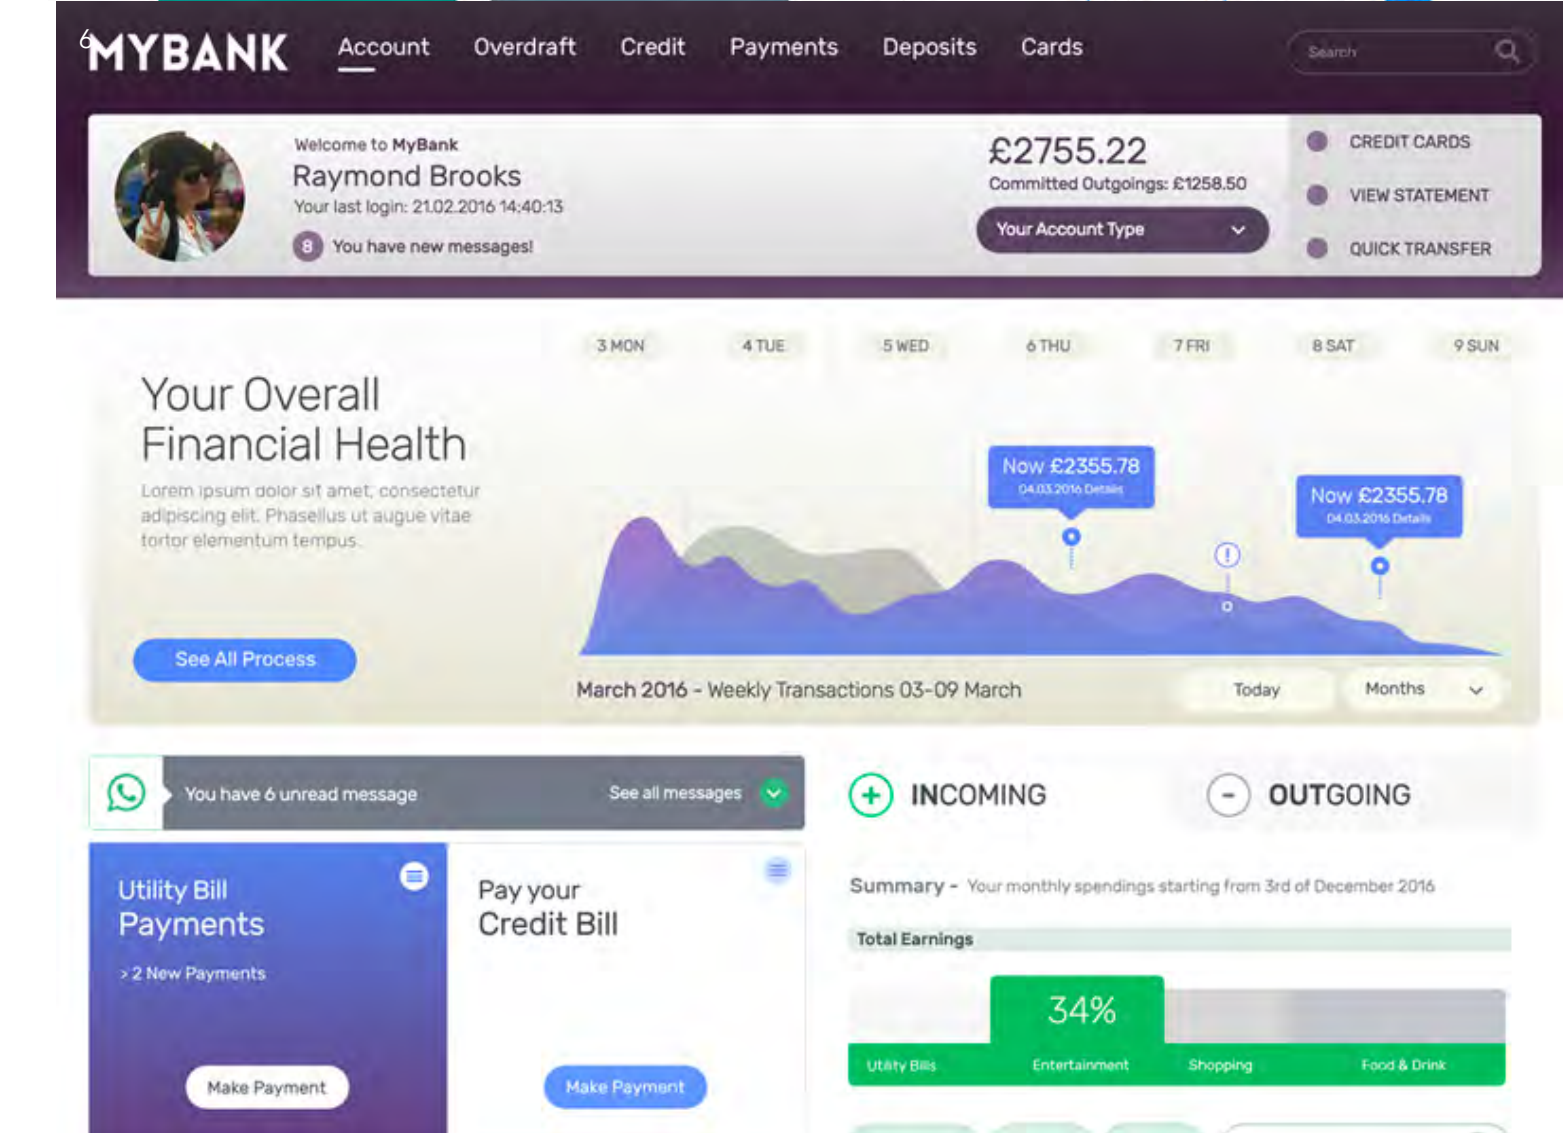 6
MYBANK
Account
Overdraft
Credit
Payments
Deposits
Cards
Search
Welcome to MyBank
Raymond Brooks
Your last login: 21.02.2016 14:40:13
8 You have new messages!
£2755.22
Committed Outgoings: £1258.50
Your Account Type
CREDIT CARDS
VIEW STATEMENT
QUICK TRANSFER
3 MON
4 TUE
5 WED
6 THU
7 FRI
8 SAT
9 SUN
Your Overall
Financial Health
Lorem ipsum dolor sit amet, consectetur
adipiscing elit. Phasellus ut augue vitae
tortor elementum tempus.
See All Process
Now £2355.78
04.03.2016 Details
Now £2355.78
04.03.2016 Details
March 2016 - Weekly Transactions 03-09 March
Today
Months
You have 6 unread message
See all messages
INCOMING
OUTGOING
Utility Bill
Payments
> 2 New Payments
Make Payment
Pay your
Credit Bill
Make Payment
Summary - Your monthly spendings starting from 3rd of December 2016
Total Earnings
34%
Utility Bills
Entertainment
Shopping
Food & Drink